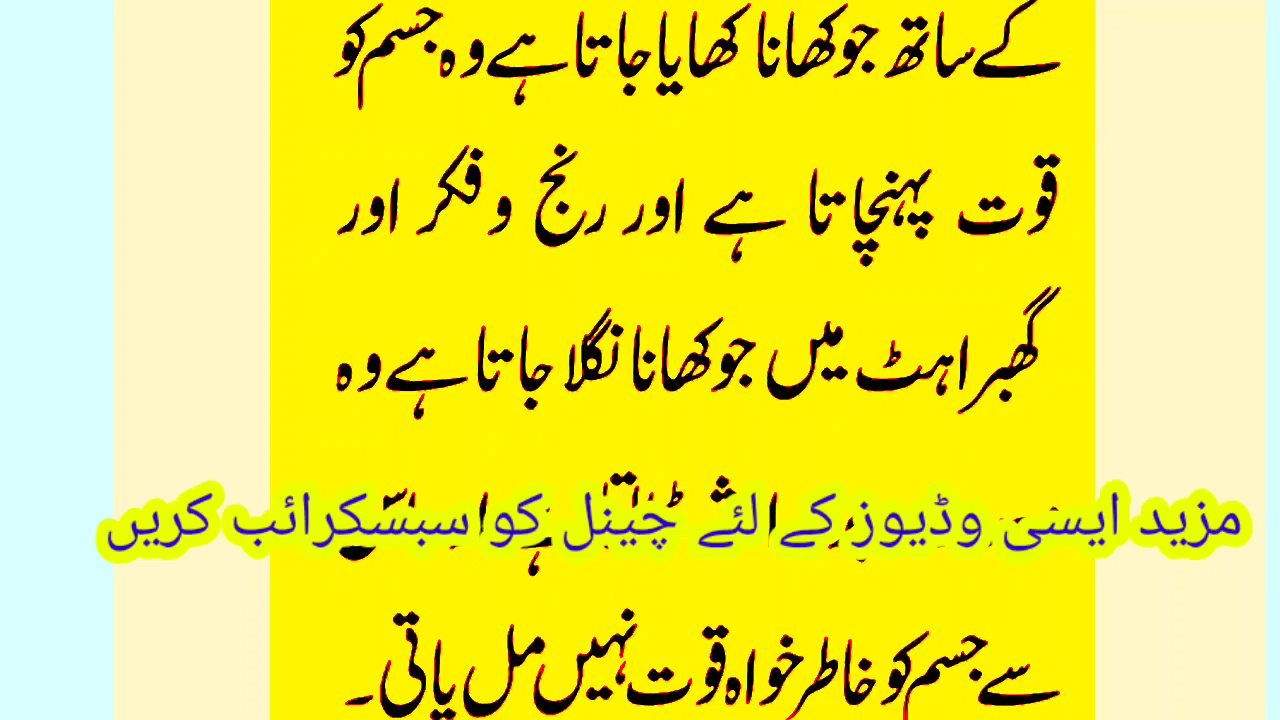 کے ساتھ جو کھانا کھایا جاتا ہے وہ جسم کو
قوت پہنچاتا ہے اور رنج و فکر اور
گھبراہٹ میں جو کھانا نگلا جاتا ہے وہ
مزید ایسی وڈیوز کے لئے چینل کو سبسکرائب کریں
سے جسم کو خاطر خواہ قوت نہیں مل پاتی۔